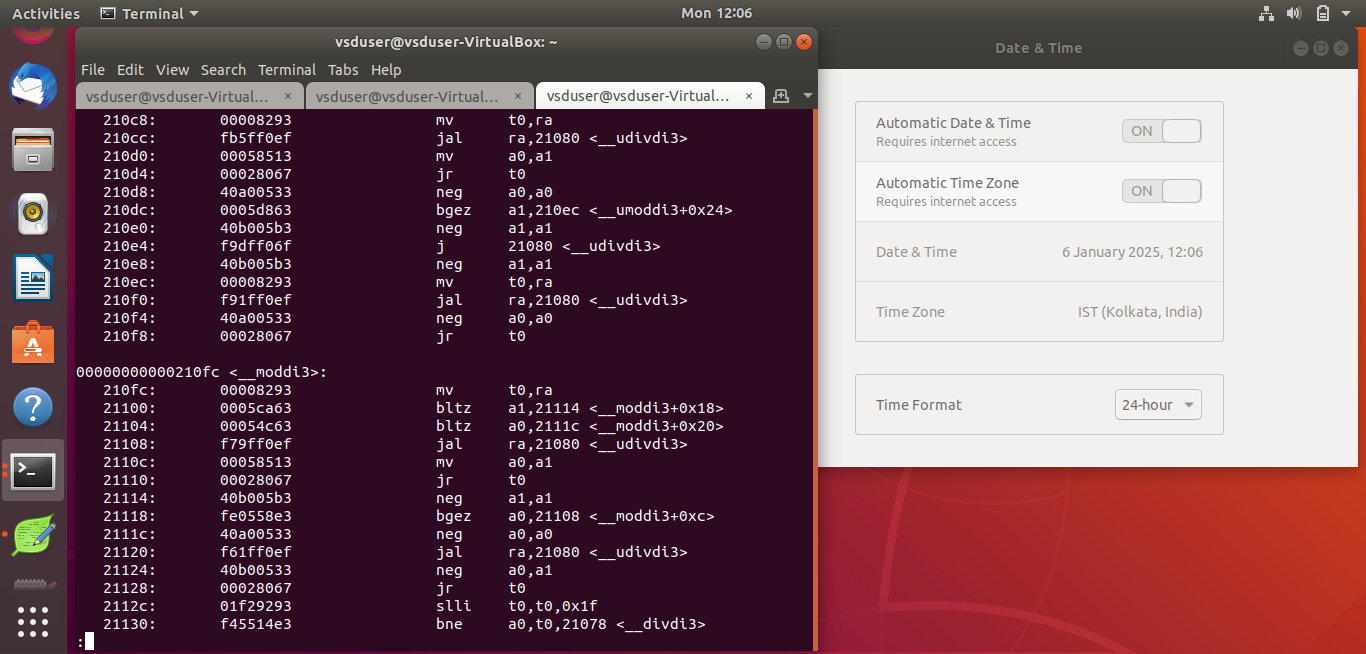 Activities Terminal Mon 12:06
vsduser@vsduser-VirtualBox: ~
File Edit View Search Terminal Tabs Help
vsduser@vsduser-Virtual... × vsduser@vsduser-Virtual... × vsduser@vsduser-Virtual... ×
210c8: 00008293 mv t0,ra
210cc: fb5ff0ef jal ra,21080 <__udivdi3>
210d0: 00058513 mv a0,a1
210d4: 00028067 jr t0
210d8: 40a00533 neg a0,a0
210dc: 0005d863 bgez a1,210ec <__umoddi3+0x24>
210e0: 40b005b3 neg a1,a1
210e4: f9dff06f j 21080 <__udivdi3>
210e8: 40b005b3 neg a1,a1
210ec: 00008293 mv t0,ra
210f0: f91ff0ef jal ra,21080 <__udivdi3>
210f4: 40a00533 neg a0,a0
210f8: 00028067 jr t0
00000000000210fc <__moddi3>:
210fc: 00008293 mv t0,ra
21100: 0005ca63 bltz a1,21114 <__moddi3+0x18>
21104: 00054c63 bltz a0,2111c <__moddi3+0x20>
21108: f79ff0ef jal ra,21080 <__udivdi3>
2110c: 00058513 mv a0,a1
21110: 00028067 jr t0
21114: 40b005b3 neg a1,a1
21118: fe0558e3 bgez a0,21108 <__moddi3+0xc>
2111c: 40a00533 neg a0,a0
21120: f61ff0ef jal ra,21080 <__udivdi3>
21124: 40b00533 neg a0,a1
21128: 00028067 jr t0
2112c: 01f29293 slli t0,t0,0x1f
21130: f45514e3 bne a0,t0,21078 <__divdi3>
:
Date & Time
Automatic Date & Time
Requires internet access
ON
Automatic Time Zone
Requires internet access
ON
Date & Time 6 January 2025, 12:06
Time Zone IST (Kolkata, India)
Time Format 24-hour